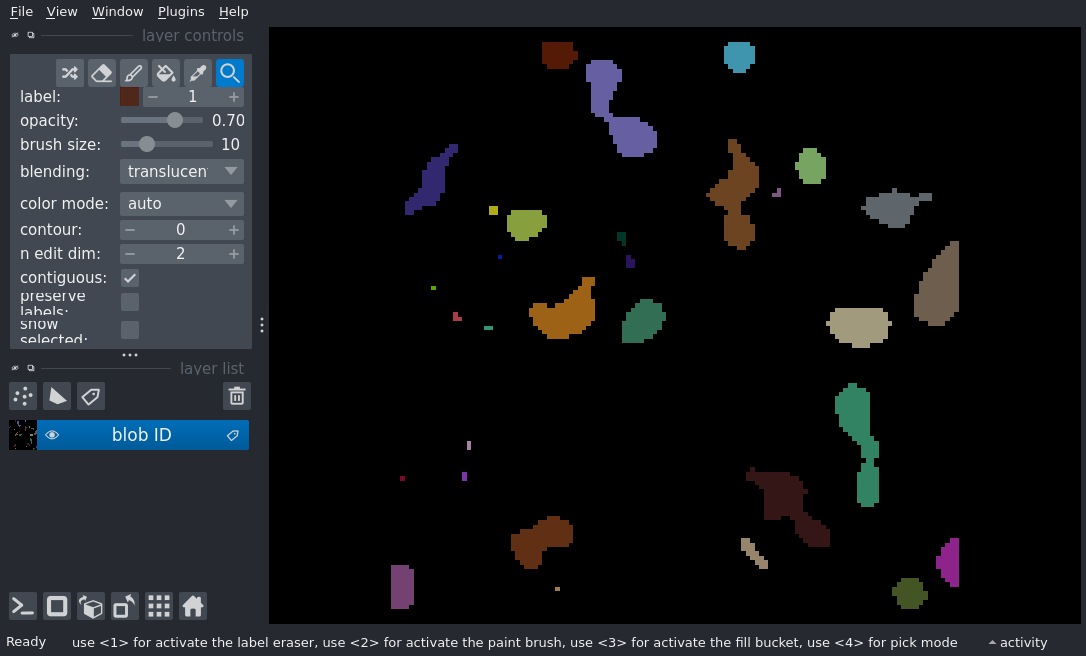 File View Window Plugins Help
layer controls
label: 1
opacity: 0.70
brush size: 10
blending: translucen
color mode: auto
contour: 0
n edit dim: 2
contiguous:
preserve
labels:
show
selected:
layer list
blob ID
Ready use <1> for activate the label eraser, use <2> for activate the paint brush, use <3> for activate the fill bucket, use <4> for pick mode activity